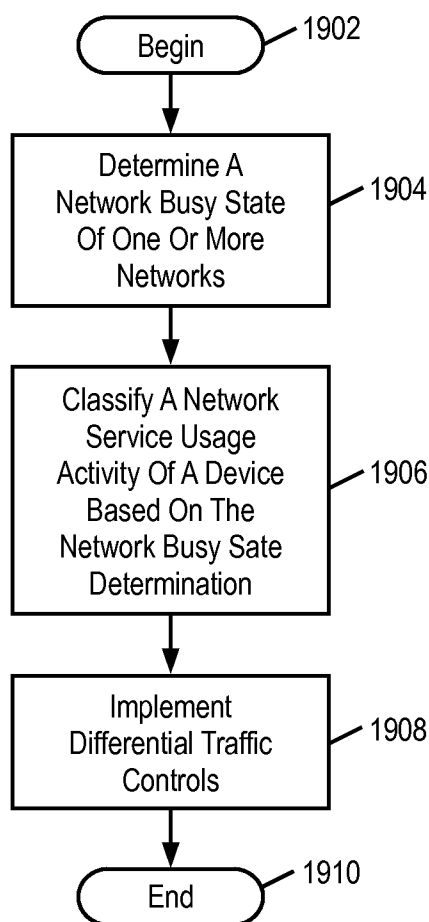 Begin
1902
Determine A
Network Busy State
Of One Or More
Networks
1904
Classify A Network
Service Usage
Activity Of A Device
Based On The
Network Busy Sate
Determination
1906
Implement
Differential Traffic
Controls
1908
End
1910